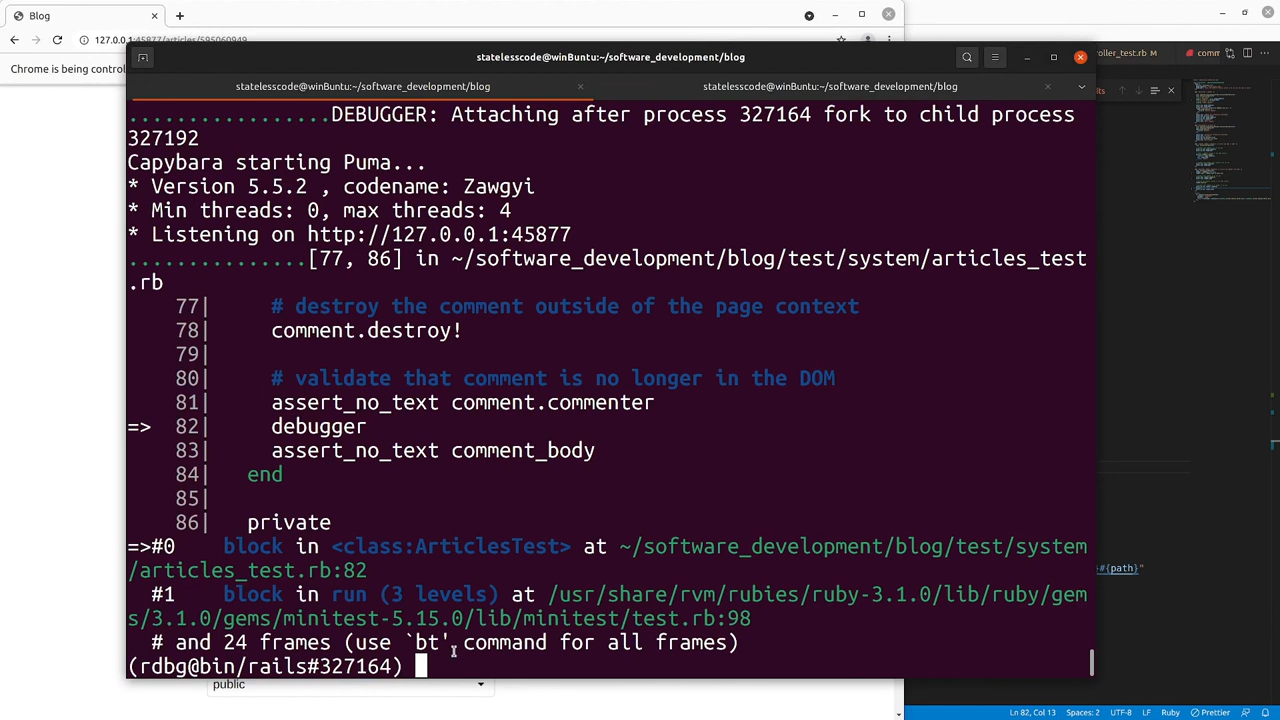 Blog
127.0.0.1:45877/articles/595060949
Chrome is being control
statelesscode@winBuntu:~/software_development/blog
oller_test.rb M
comm
statelesscode@winBuntu:~/software_development/blog
statelesscode@winBuntu:~/software_development/blog
.................DEBUGGER: Attaching after process 327164 fork to child process
327192
Capybara starting Puma...
* Version 5.5.2 , codename: Zawgyi
* Min threads: 0, max threads: 4
* Listening on http://127.0.0.1:45877
...............[77, 86] in ~/software_development/blog/test/system/articles_test
.rb
77| # destroy the comment outside of the page context
78| comment.destroy!
79|
80| # validate that comment is no longer in the DOM
81| assert_no_text comment.commenter
=> 82| debugger
83| assert_no_text comment_body
84| end
85|
86| private
=>#0 block in <class:ArticlesTest> at ~/software_development/blog/test/system
/articles_test.rb:82
#1 block in run (3 levels) at /usr/share/rvm/rubies/ruby-3.1.0/lib/ruby/gem
s/3.1.0/gems/minitest-5.15.0/lib/minitest/test.rb:98
# and 24 frames (use `bt' command for all frames)
(rdbg@bin/rails#327164)
#{path}"
public
Ln 82, Col 13 Spaces: 2 UTF-8 LF Ruby Prettier